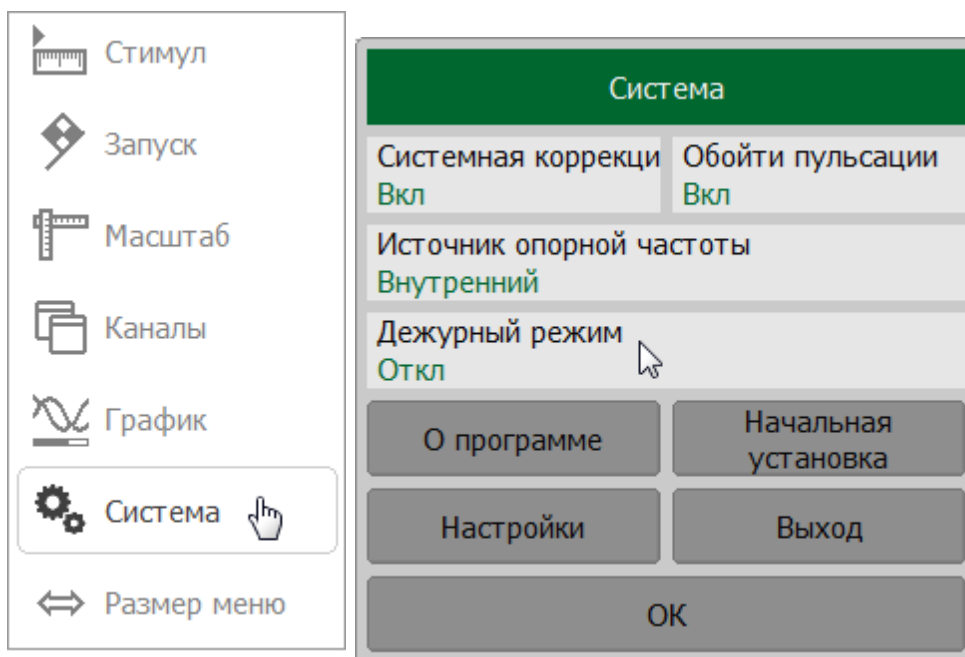 Стимул
Запуск
Масштаб
Каналы
График
Система
Размер меню
Система
Системная коррекци
Вкл
Обойти пульсации
Вкл
Источник опорной частоты
Внутренний
Дежурный режим
Откл
О программе
Начальная
установка
Настройки
Выход
ОК